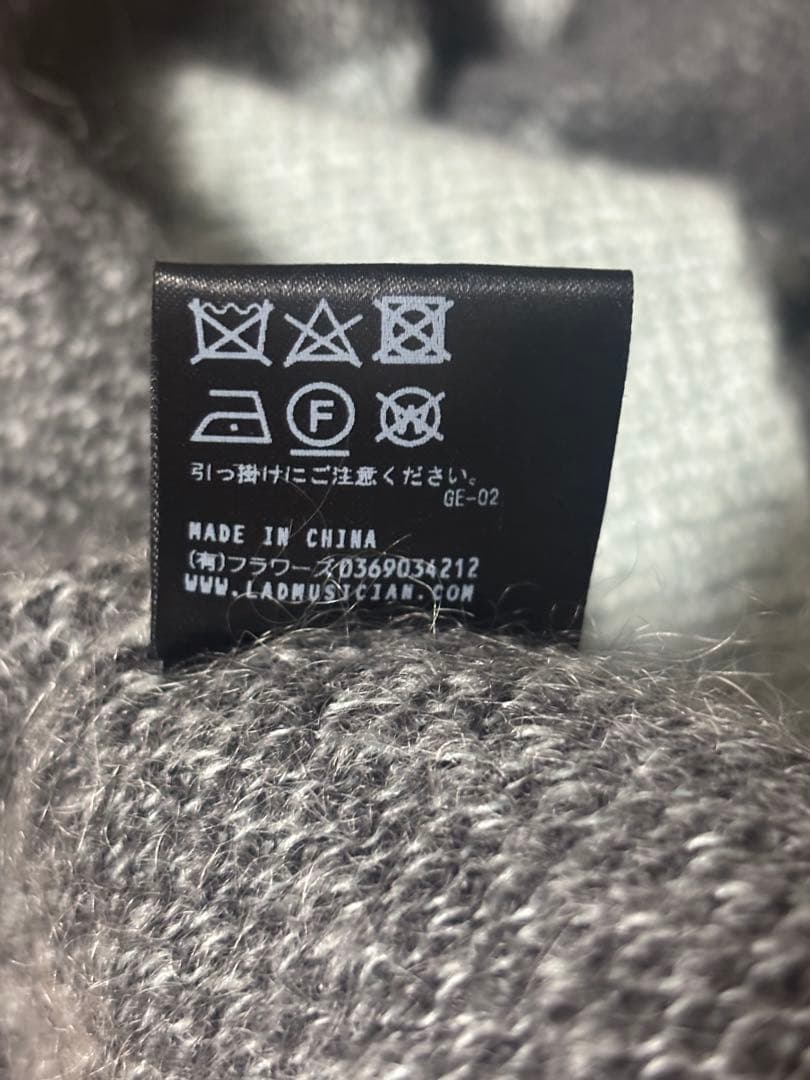 F
W
引っ掛けにご注意ください。
GE-02
MADE IN CHINA
(有)フラワーズ0369034212
WWW.LADMUSICIAN.COM